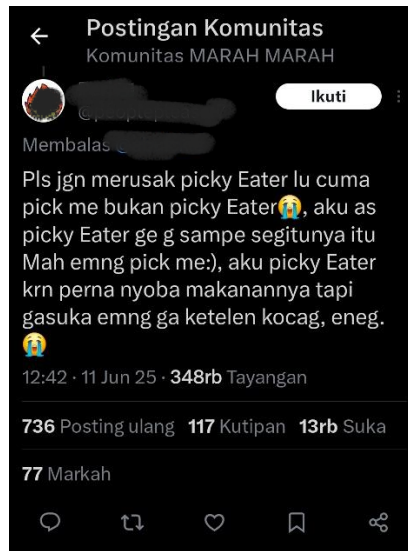 Postingan Komunitas
Komunitas MARAH MARAH
Ikuti
Membalas
Pls jgn merusak picky Eater lu cuma
pick me bukan picky Eater😭, aku as
picky Eater ge g sampe segitunya itu
Mah emng pick me:), aku picky Eater
krn perna nyoba makanannya tapi
gasuka emng ga ketelen kocag, eneg.
😭
12:42 · 11 Jun 25 · 348rb Tayangan
736 Posting ulang 117 Kutipan 13rb Suka
77 Markah